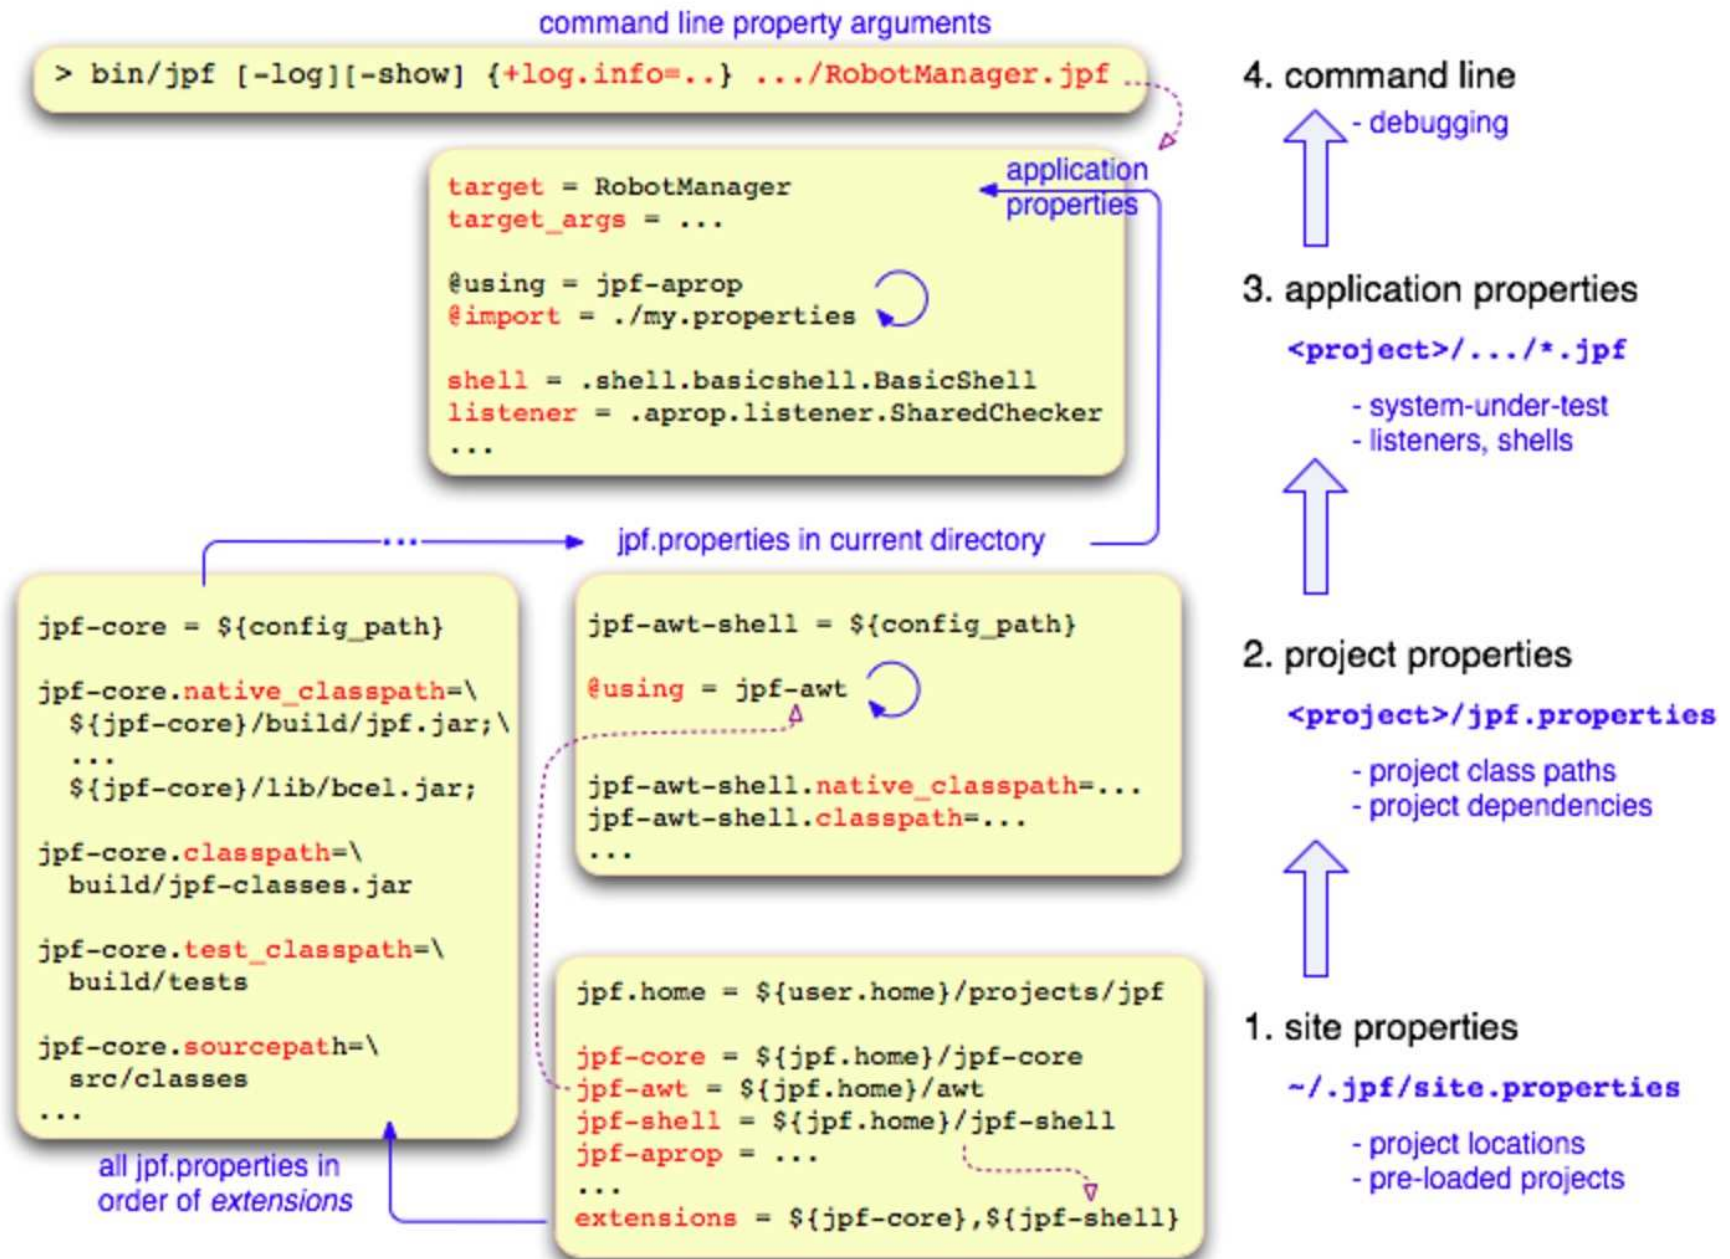 command line property arguments
> bin/jpf [-log][-show] {+log.info=..} .../RobotManager.jpf
target = RobotManager
target_args = ...
@using = jpf-aprop
@import = ./my.properties
shell = .shell.basicshell.BasicShell
listener = .aprop.listener.SharedChecker
...
application
properties
... jpf.properties in current directory
jpf-core = ${config_path}
jpf-core.native_classpath=\
${jpf-core}/build/jpf.jar;\
...
${jpf-core}/lib/bcel.jar;
jpf-core.classpath=\
build/jpf-classes.jar
jpf-core.test_classpath=\
build/tests
jpf-core.sourcepath=\
src/classes
...
all jpf.properties in
order of extensions
jpf-awt-shell = ${config_path}
@using = jpf-awt
jpf-awt-shell.native_classpath=...
jpf-awt-shell.classpath=...
...
jpf.home = ${user.home}/projects/jpf
jpf-core = ${jpf.home}/jpf-core
jpf-awt = ${jpf.home}/awt
jpf-shell = ${jpf.home}/jpf-shell
jpf-aprop = ...
...
extensions = ${jpf-core},${jpf-shell}
4. command line
- debugging
3. application properties
<project>/.../*.jpf
- system-under-test
- listeners, shells
2. project properties
<project>/jpf.properties
- project class paths
- project dependencies
1. site properties
~/.jpf/site.properties
- project locations
- pre-loaded projects